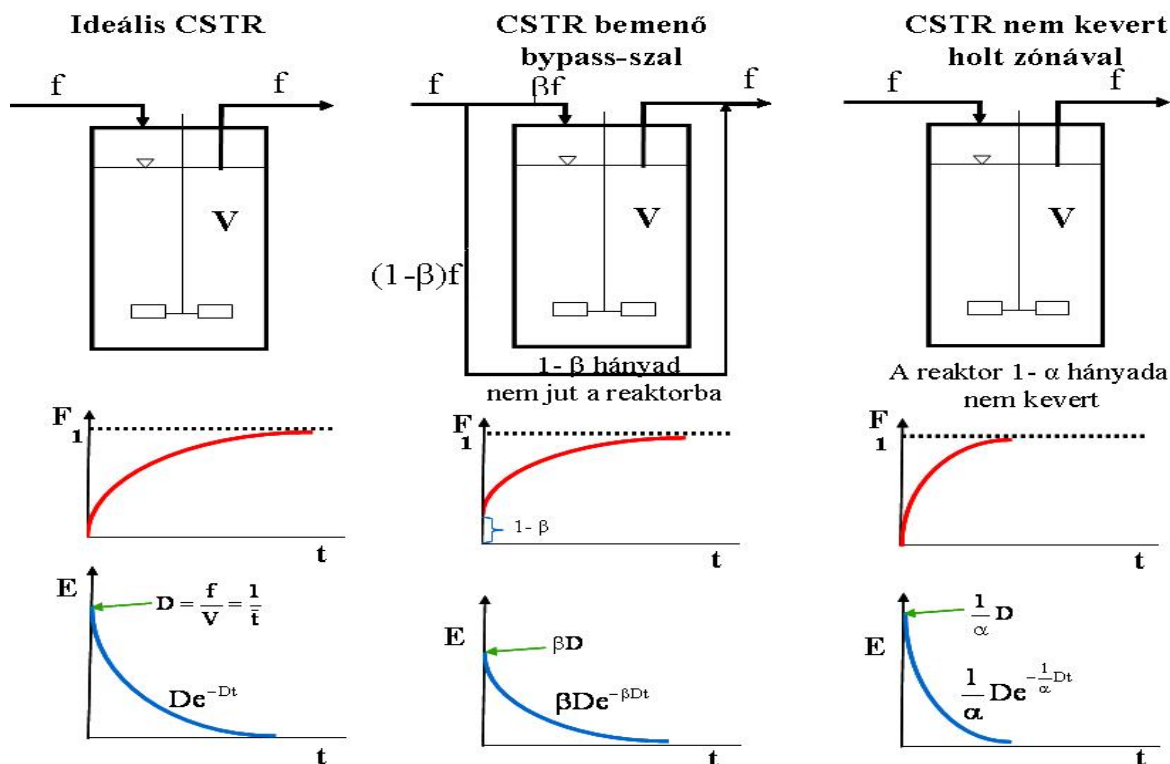 Ideális CSTR
f
f
V
CSTR bemenő
bypass-szal
f
βf
f
V
(1-β)f
1- β hányad
nem jut a reaktorba
CSTR nem kevert
holt zónával
f
f
V
A reaktor 1- α hányada
nem kevert
F
1
t
F
1
1- β
t
F
1
t
E
D = f/V = 1/t̄
De^{-Dt}
t
E
βD
βDe^{-βDt}
t
E
1/α D
1/α De^{-1/α Dt}
t